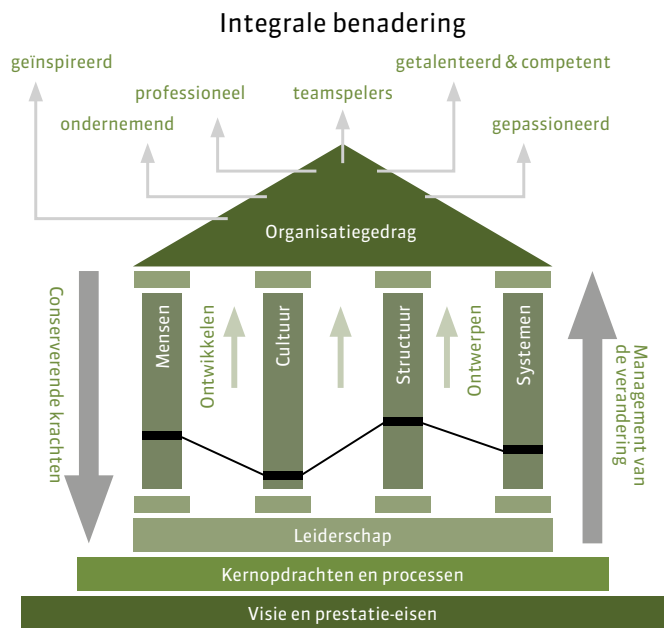 Integrale benadering
geïnspireerd
getalenteerd & competent
professioneel
teamspelers
ondernemend
gepassioneerd
Organisatiegedrag
Conserverende krachten
Mensen
Ontwikkelen
Cultuur
Structuur
Ontwerpen
Systemen
Management van
de verandering
Leiderschap
Kernopdrachten en processen
Visie en prestatie-eisen